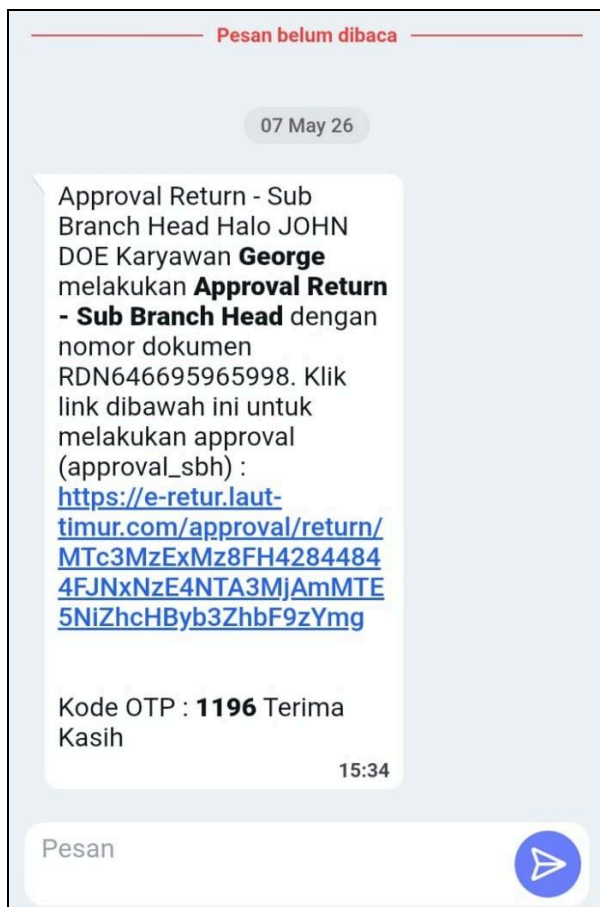 Pesan belum dibaca
07 May 26
Approval Return - Sub
Branch Head Halo JOHN
DOE Karyawan George
melakukan Approval Return
- Sub Branch Head dengan
nomor dokumen
RDN646695965998. Klik
link dibawah ini untuk
melakukan approval
(approval_sbh) :
https://e-retur.laut-
timur.com/approval/return/
MTc3MzExMz8FH4284484
4FJNxNzE4NTA3MjAmMTE
5NiZhcHByb3ZhbF9zYmg
Kode OTP : 1196 Terima
Kasih
15:34
Pesan